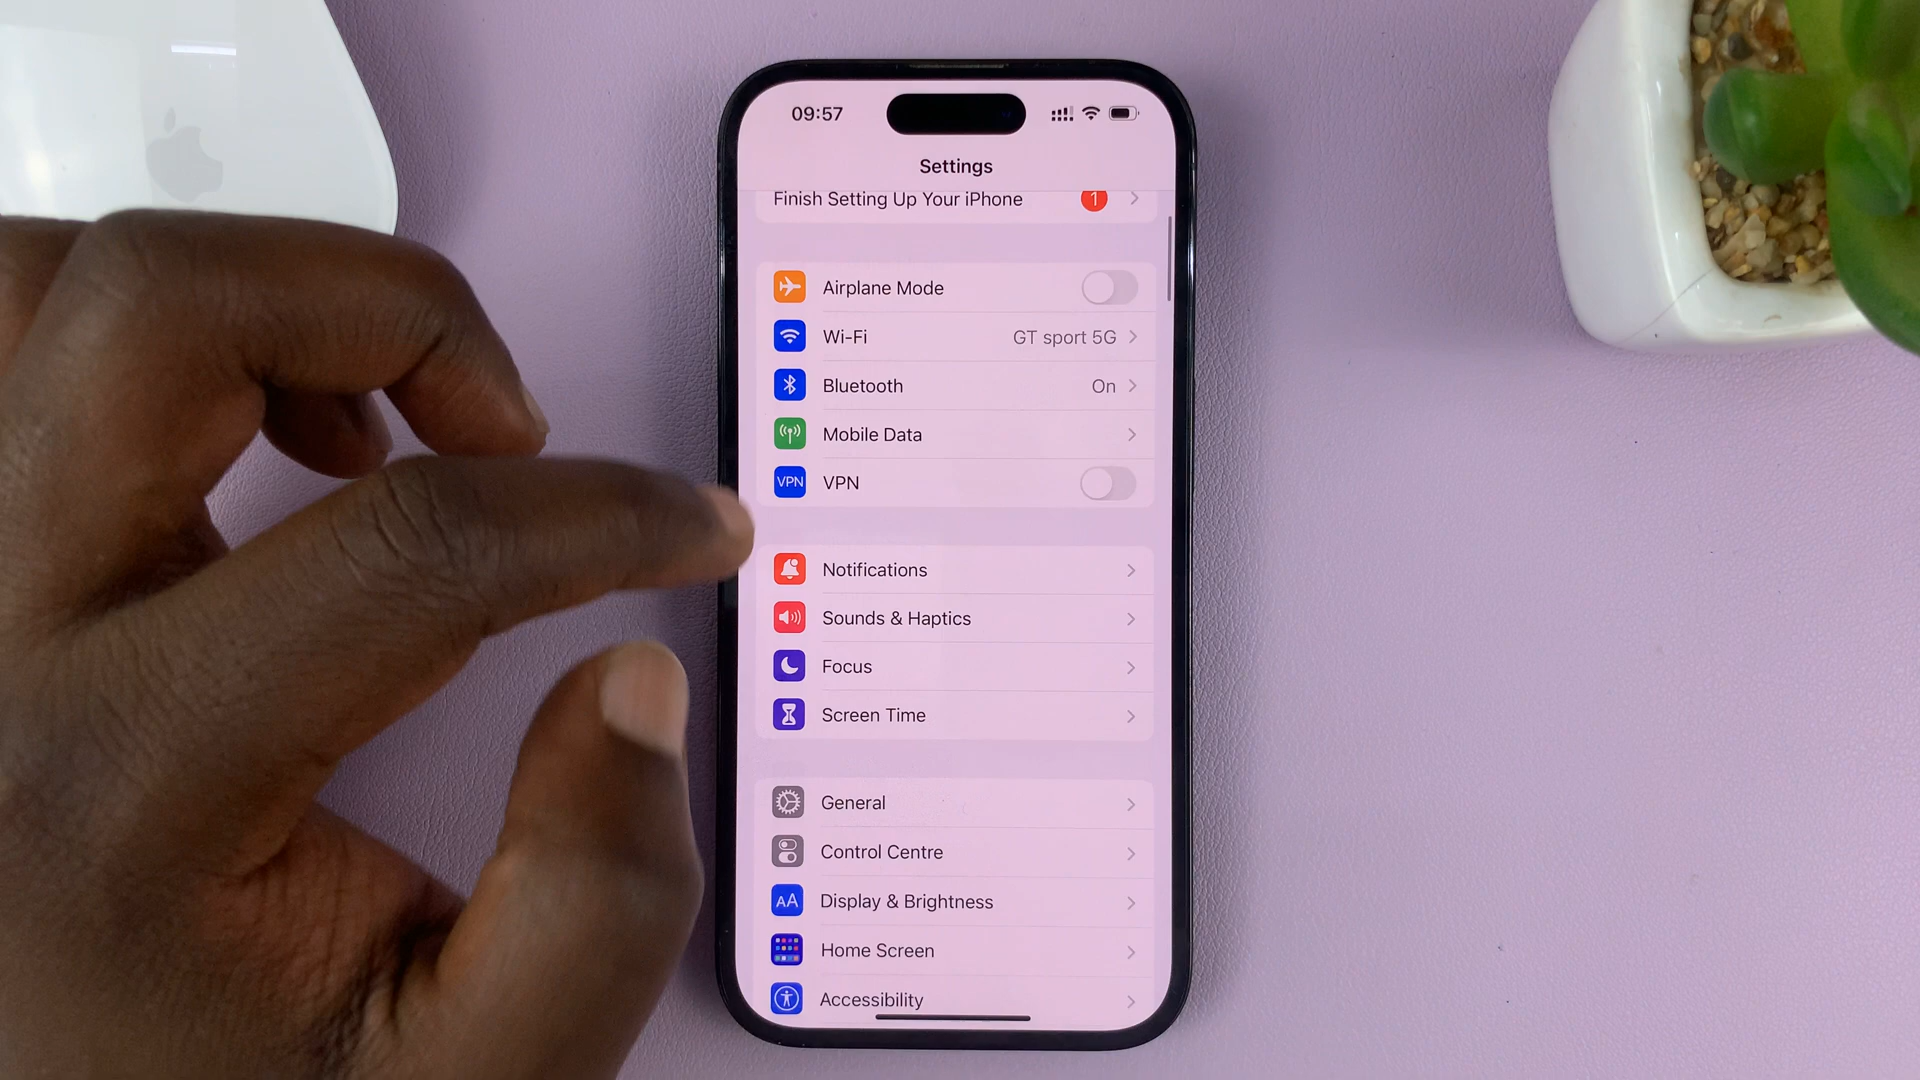 09:57
Settings
Finish Setting Up Your iPhone 1
Airplane Mode
Wi-Fi GT sport 5G
Bluetooth On
Mobile Data
VPN VPN
Notifications
Sounds & Haptics
Focus
Screen Time
General
Control Centre
AA Display & Brightness
Home Screen
Accessibility